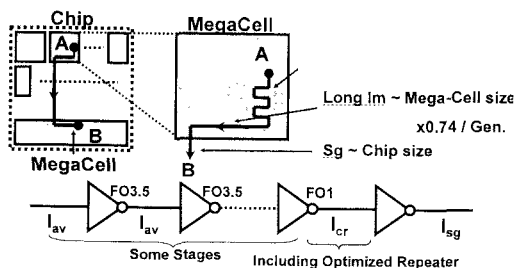 Chip
MegaCell
A
A
Long lm ~ Mega-Cell size
x0.74 / Gen.
B
Sg ~ Chip size
MegaCell
B
FO3.5
FO3.5
FO1
lav
lav
lcr
lsg
Some Stages
Including Optimized Repeater